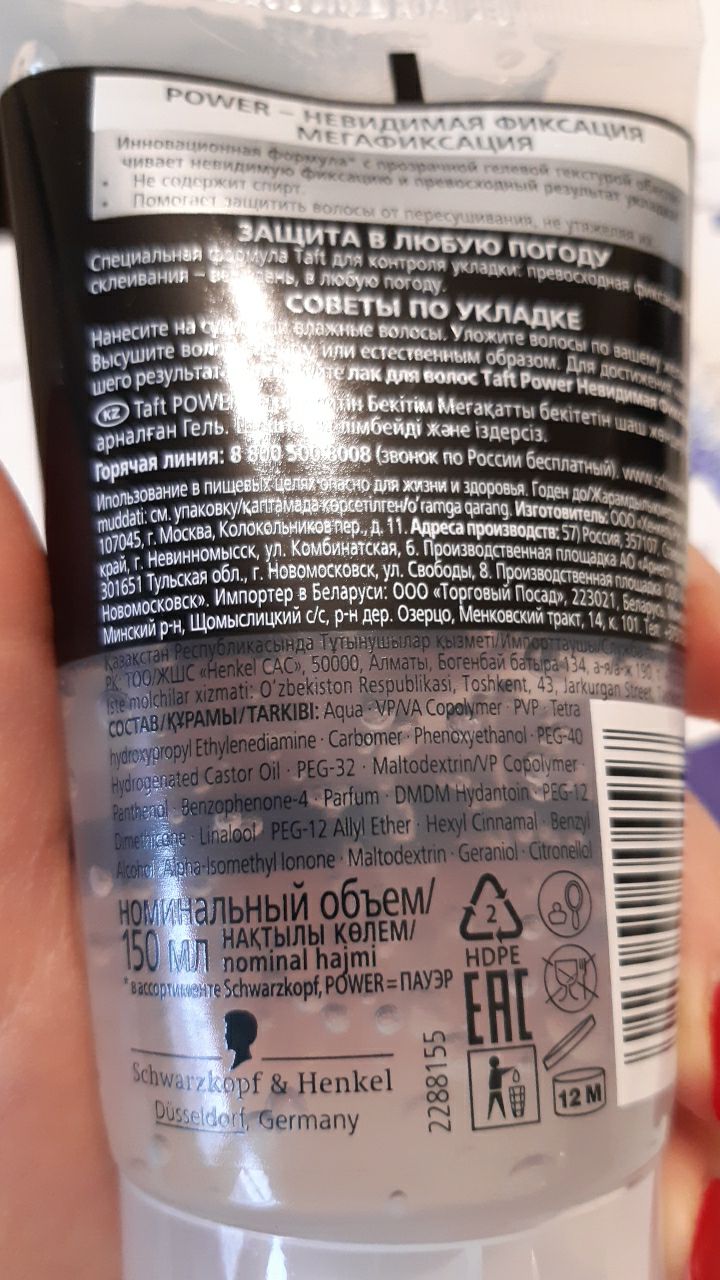 POWER – НЕВИДИМАЯ ФИКСАЦИЯ
МЕГАФИКСАЦИЯ
Инновационная формула* с прозрачной гелевой текстурой
чивает невидимую фиксацию и превосходный результат укладки
• Не содержит спирт.
• Помогает защитить волосы от пересушивания, не утяжеляя их.
ЗАЩИТА В ЛЮБУЮ ПОГОДУ
Специальная формула Taft для контроля укладки: превосходная
склеивания – день, в любую погоду.
СОВЕТЫ ПО УКЛАДКЕ
Нанесите на влажные волосы. Уложите волосы по вашему
Высушите или естественным образом. Для достижения
шего лак для волос Taft Power Невидимая
KZ Taft Бекітім Мегақатты бекітетін шаш
арналған Гель. және іздерсіз.
Горячая линия: 8 800 500 8008 (звонок по России бесплатный).
Ипользование в пищевых целях опасно для жизни и здоровья. Годен до/
muddati: см. упаковку/қаптамада көрсетілген/o'ramga qarang. Изготовитель: ООО
107045, г. Москва, Колокольников пер., д. 11. Адреса производств: 57) Россия, 357107,
край, г. Невинномысск, ул. Комбинатская, 6. Производственная площадка АО
301651 Тульская обл., г. Новомосковск, ул. Свободы, 8. Производственная площадка
Новомосковск». Импортер в Беларуси: ООО «Торговый Посад», 223021, Беларусь,
Минский р-н, Щомыслицкий с/с, р-н дер. Озерцо, Менковский тракт, 14, к. 101. Тел.
Қазақстан Республикасында Тұтынушылар қызметі/Импорттаушы/
РК: ТОО/ЖШС «Henkel САС», 50000, Алматы, Богенбай батыра 134,
iste'molchilar xizmati: O'zbekiston Respublikasi, Toshkent, 43, Jarkurgan Street,
СОСТАВ/ҚҰРАМЫ/TARKIBI: Aqua · VP/VA Copolymer · PVP · Tetra
hydroxypropyl Ethylenediamine · Carbomer · Phenoxyethanol · PEG-40
Hydrogenated Castor Oil · PEG-32 · Maltodextrin/VP Copolymer ·
Panthenol · Benzophenone-4 · Parfum · DMDM Hydantoin · PEG-12
Dimethicone · Linalool · PEG-12 Allyl Ether · Hexyl Cinnamal · Benzyl
Alcohol · Alpha-Isomethyl Ionone · Maltodextrin · Geraniol · Citronellol
номинальный объем/
150 мл НАҚТЫЛЫ КӨЛЕМ/
nominal hajmi
* в ассортименте Schwarzkopf, POWER = ПАУЭР
2
HDPE
EAC
12 M
2288155
Schwarzkopf & Henkel
Düsseldorf, Germany